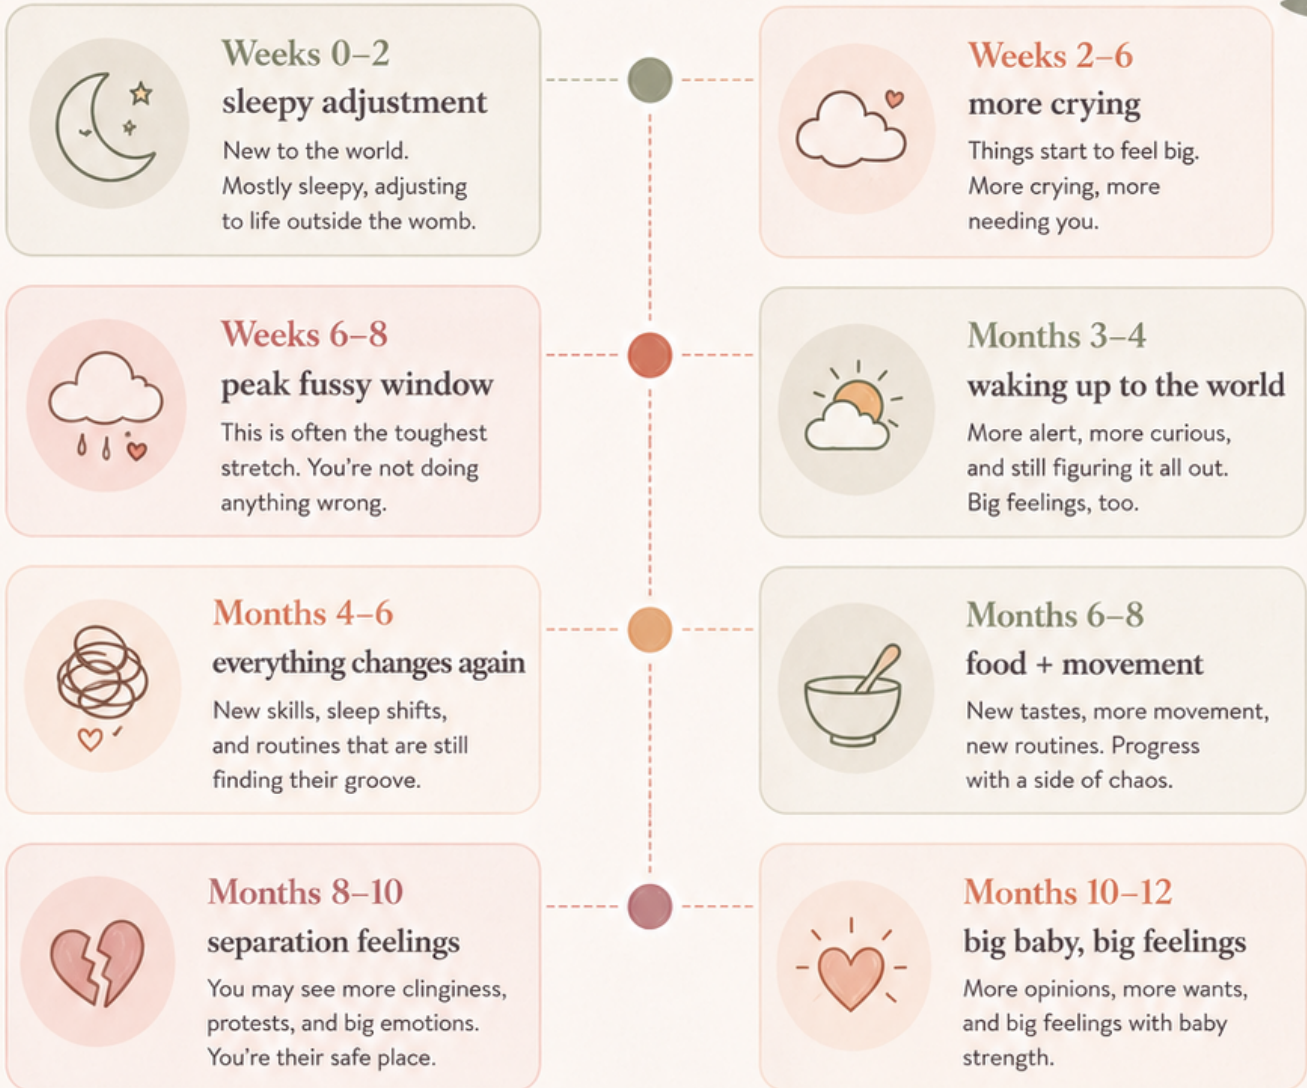 Weeks 0–2
sleepy adjustment
New to the world.
Mostly sleepy, adjusting
to life outside the womb.
Weeks 2–6
more crying
Things start to feel big.
More crying, more
needing you.
Weeks 6–8
peak fussy window
This is often the toughest
stretch. You're not doing
anything wrong.
Months 3–4
waking up to the world
More alert, more curious,
and still figuring it all out.
Big feelings, too.
Months 4–6
everything changes again
New skills, sleep shifts,
and routines that are still
finding their groove.
Months 6–8
food + movement
New tastes, more movement,
new routines. Progress
with a side of chaos.
Months 8–10
separation feelings
You may see more clinginess,
protests, and big emotions.
You're their safe place.
Months 10–12
big baby, big feelings
More opinions, more wants,
and big feelings with baby
strength.